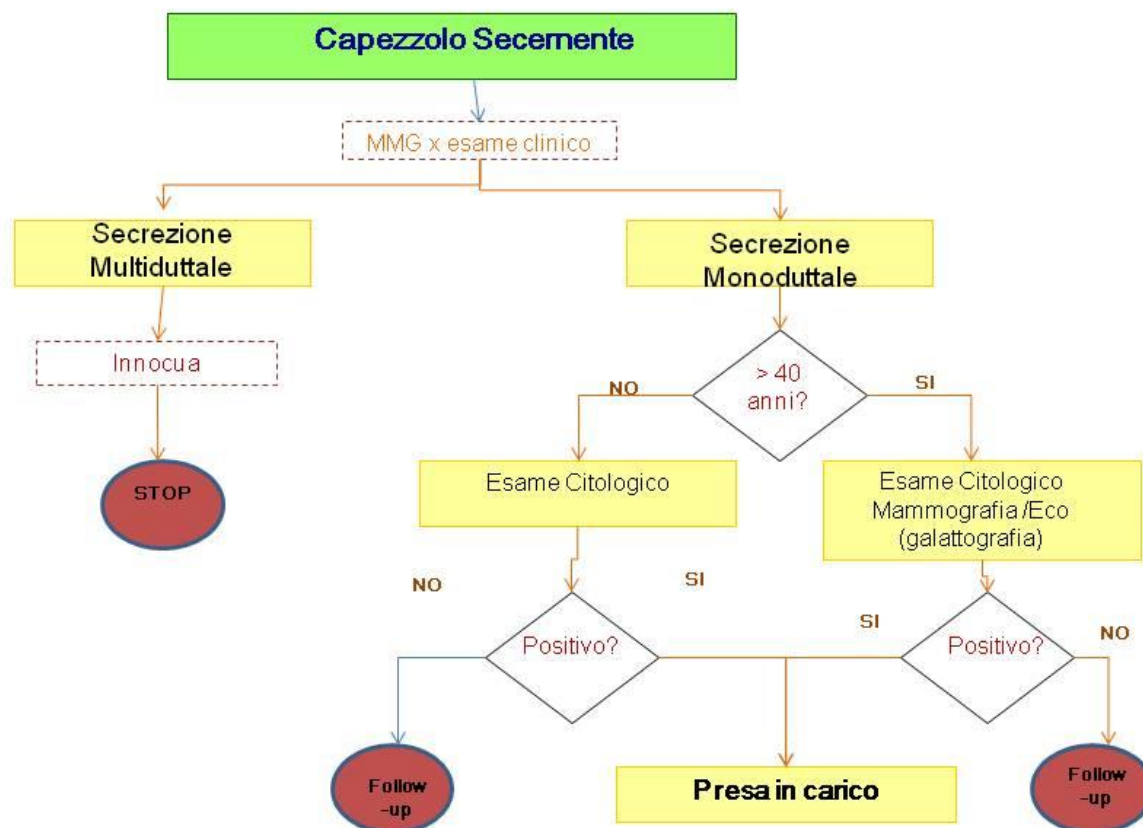 Capezzolo Secernente
MMG x esame clinico
Secrezione
Multiduttale
Secrezione
Monoduttale
Innocua
> 40
anni?
NO
SI
STOP
Esame Citologico
Esame Citologico
Mammografia /Eco
(galattografia)
NO
SI
SI
NO
Positivo?
Positivo?
Follow
-up
Presa in carico
Follow
-up